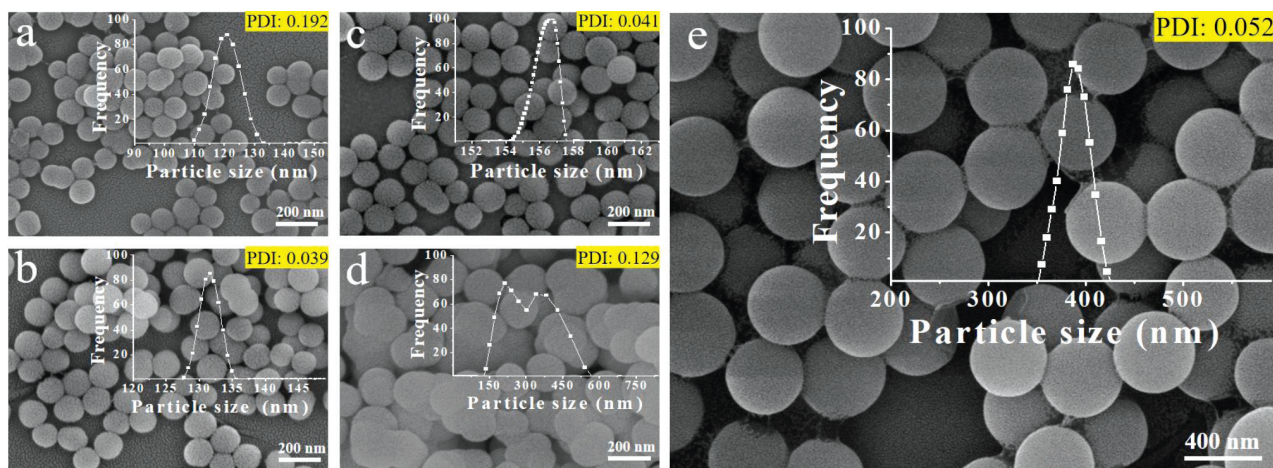 a
PDI: 0.192
Frequency
100
80
60
40
20
90 100 110 120 130 140 150
Particle size (nm)
200 nm
b
PDI: 0.039
Frequency
100
80
60
40
20
120 125 130 135 140 145
Particle size (nm)
200 nm
c
PDI: 0.041
Frequency
100
80
60
40
20
152 154 156 158 160 162
Particle size (nm)
200 nm
d
PDI: 0.129
Frequency
100
80
60
40
20
150 300 450 600 750
Particle size (nm)
200 nm
e
PDI: 0.052
Frequency
100
80
60
40
20
200 300 400 500
Particle size (nm)
400 nm